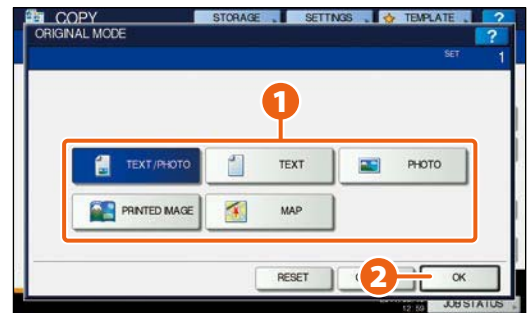 COPY STORAGE SETTINGS TEMPLATE ?
ORIGINAL MODE ?
SET 1
1
TEXT/PHOTO TEXT PHOTO
PRINTED IMAGE MAP
RESET 2 OK
12:59 JOB STATUS